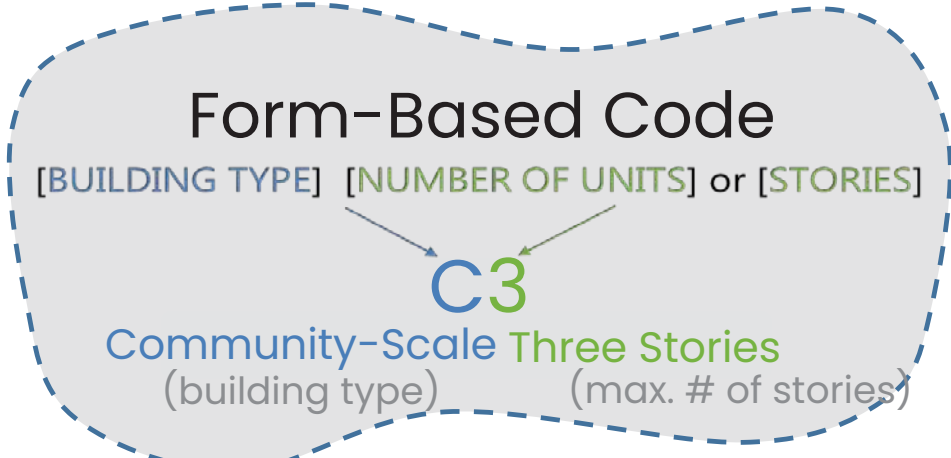 Form-Based Code
[BUILDING TYPE] [NUMBER OF UNITS] or [STORIES]
C3
Community-Scale Three Stories
(building type) (max. # of stories)